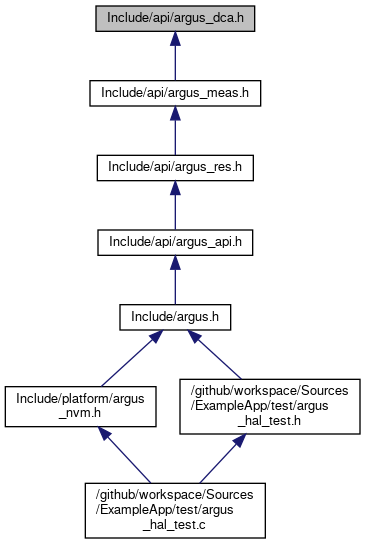 Include/api/argus_dca.h
Include/api/argus_meas.h
Include/api/argus_res.h
Include/api/argus_api.h
Include/argus.h
Include/platform/argus
_nvm.h
/github/workspace/Sources
/ExampleApp/test/argus
_hal_test.h
/github/workspace/Sources
/ExampleApp/test/argus
_hal_test.c